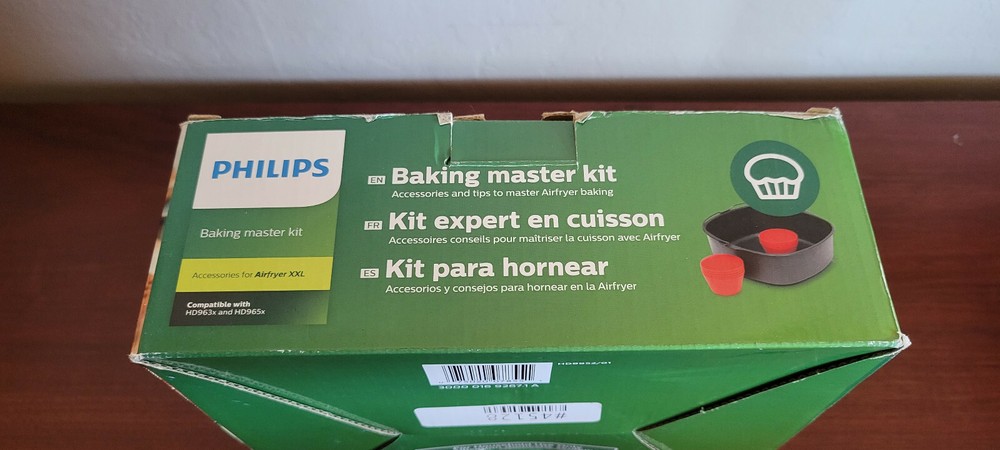 PHILIPS
Baking master kit
Accessories for Airfryer XXL
Compatible with
HD963x and HD965x
EN Baking master kit
Accessories and tips to master Airfryer baking
FR Kit expert en cuisson
Accessoires conseils pour maîtriser la cuisson avec Airfryer
ES Kit para hornear
Accesorios y consejos para hornear en la Airfryer
#45128